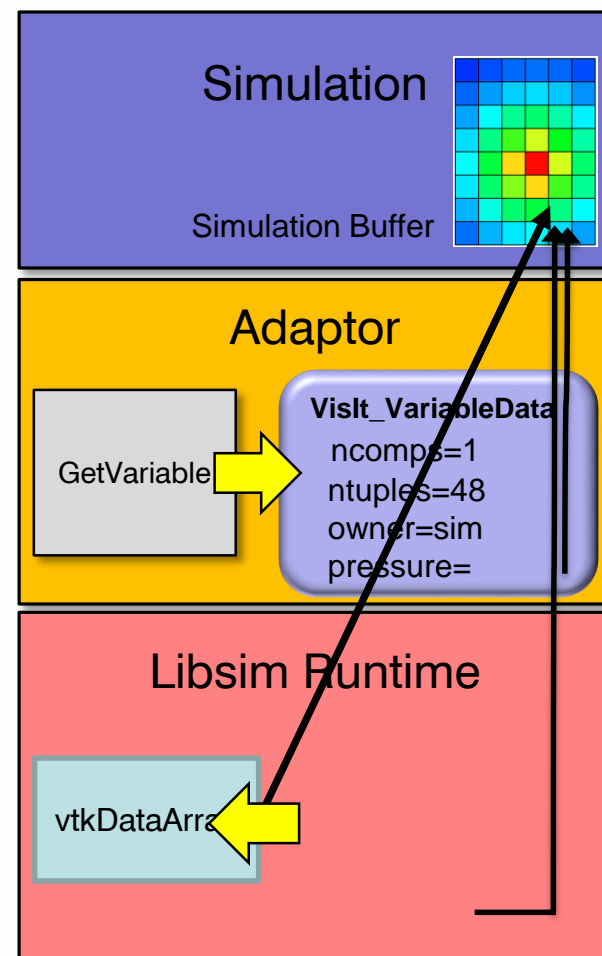 Simulation
Simulation Buffer
Adaptor
GetVariable
VisIt_VariableData
ncomps=1
ntuples=48
owner=sim
pressure=
Libsim Runtime
vtkDataArra